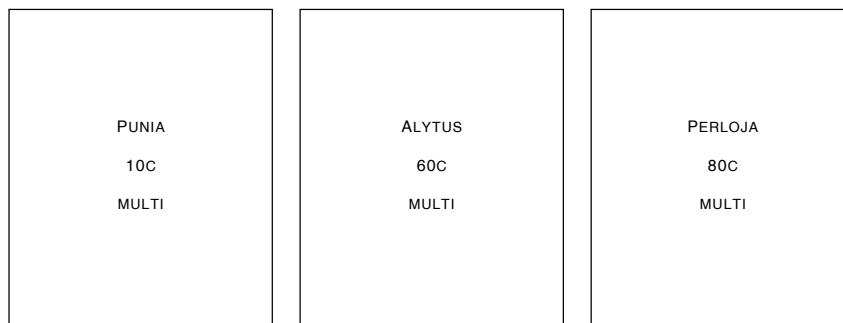 PUNIA
10C
MULTI
ALYTUS
60C
MULTI
PERLOJA
80C
MULTI